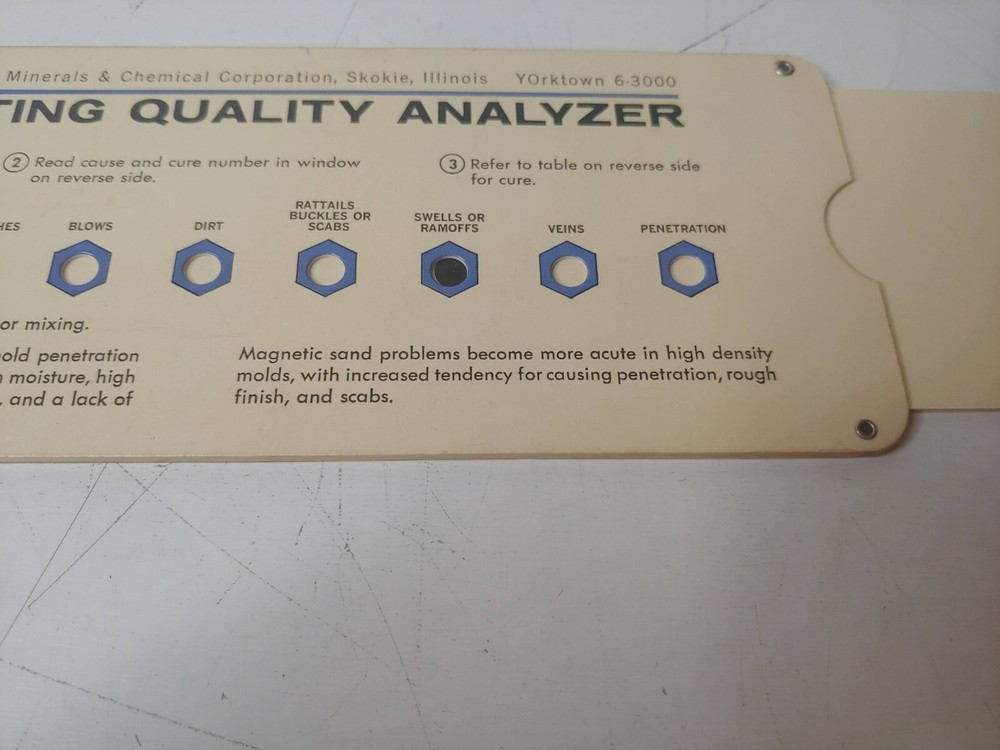 Minerals & Chemical Corporation, Skokie, Illinois YOrktown 6-3000
TING QUALITY ANALYZER
2 Read cause and cure number in window
on reverse side.
3 Refer to table on reverse side
for cure.
HES
BLOWS
DIRT
RATTAILS
BUCKLES OR
SCABS
SWELLS OR
RAMOFFS
VEINS
PENETRATION
or mixing.
old penetration
moisture, high
, and a lack of
Magnetic sand problems become more acute in high density
molds, with increased tendency for causing penetration, rough
finish, and scabs.